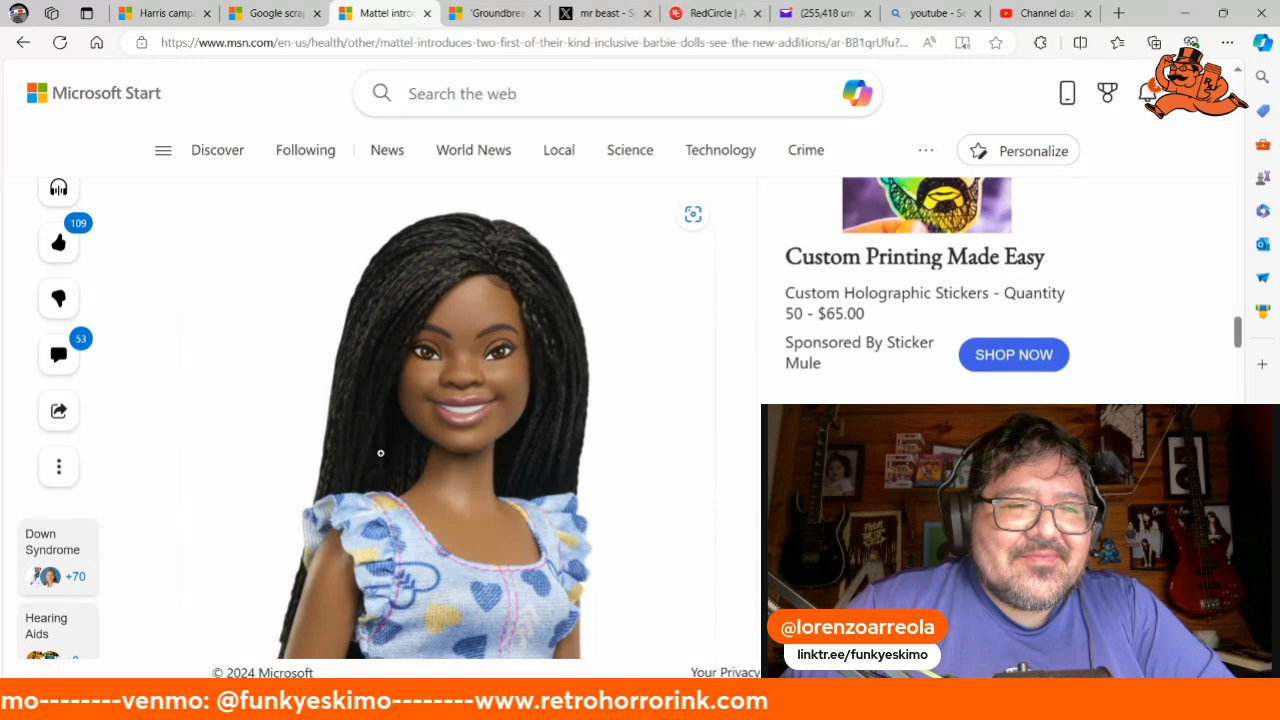 Harris camp
Google scrap
Mattel intro
'Groundbrea
mr beast - S
RedCircle | A
(255,418 unr
youtube - Se
Channel das
https://www.msn.com/en-us/health/other/mattel-introduces-two-first-of-their-kind-inclusive-barbie-dolls-see-the-new-additions/ar-BB1qrUfu?...
Microsoft Start
Search the web
Discover
Following
News
World News
Local
Science
Technology
Crime
Personalize
109
53
Down
Syndrome
+70
Hearing
Aids
Custom Printing Made Easy
Custom Holographic Stickers - Quantity
50 - $65.00
Sponsored By Sticker
Mule
SHOP NOW
© 2024 Microsoft
Your Privacy
@lorenzoarreola
linktr.ee/funkyeskimo
mo--------venmo: @funkyeskimo--------www.retrohorrorink.com